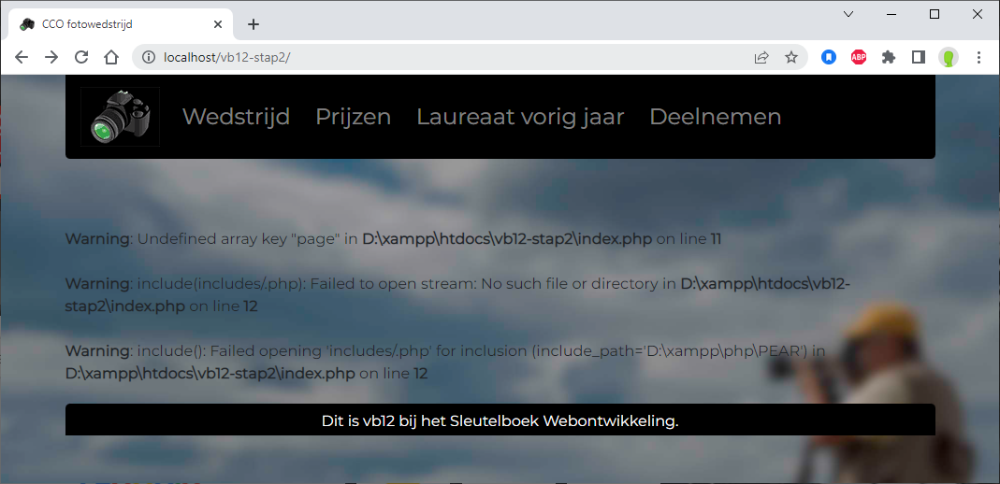 CCO fotowedstrijd
localhost/vb12-stap2/
ABP
Wedstrijd Prijzen Laureaat vorig jaar Deelnemen
Warning: Undefined array key "page" in D:\xampp\htdocs\vb12-stap2\index.php on line 11
Warning: include(includes/.php): Failed to open stream: No such file or directory in D:\xampp\htdocs\vb12-
stap2\index.php on line 12
Warning: include(): Failed opening 'includes/.php' for inclusion (include_path='D:\xampp\php\PEAR') in
D:\xampp\htdocs\vb12-stap2\index.php on line 12
Dit is vb12 bij het Sleutelboek Webontwikkeling.